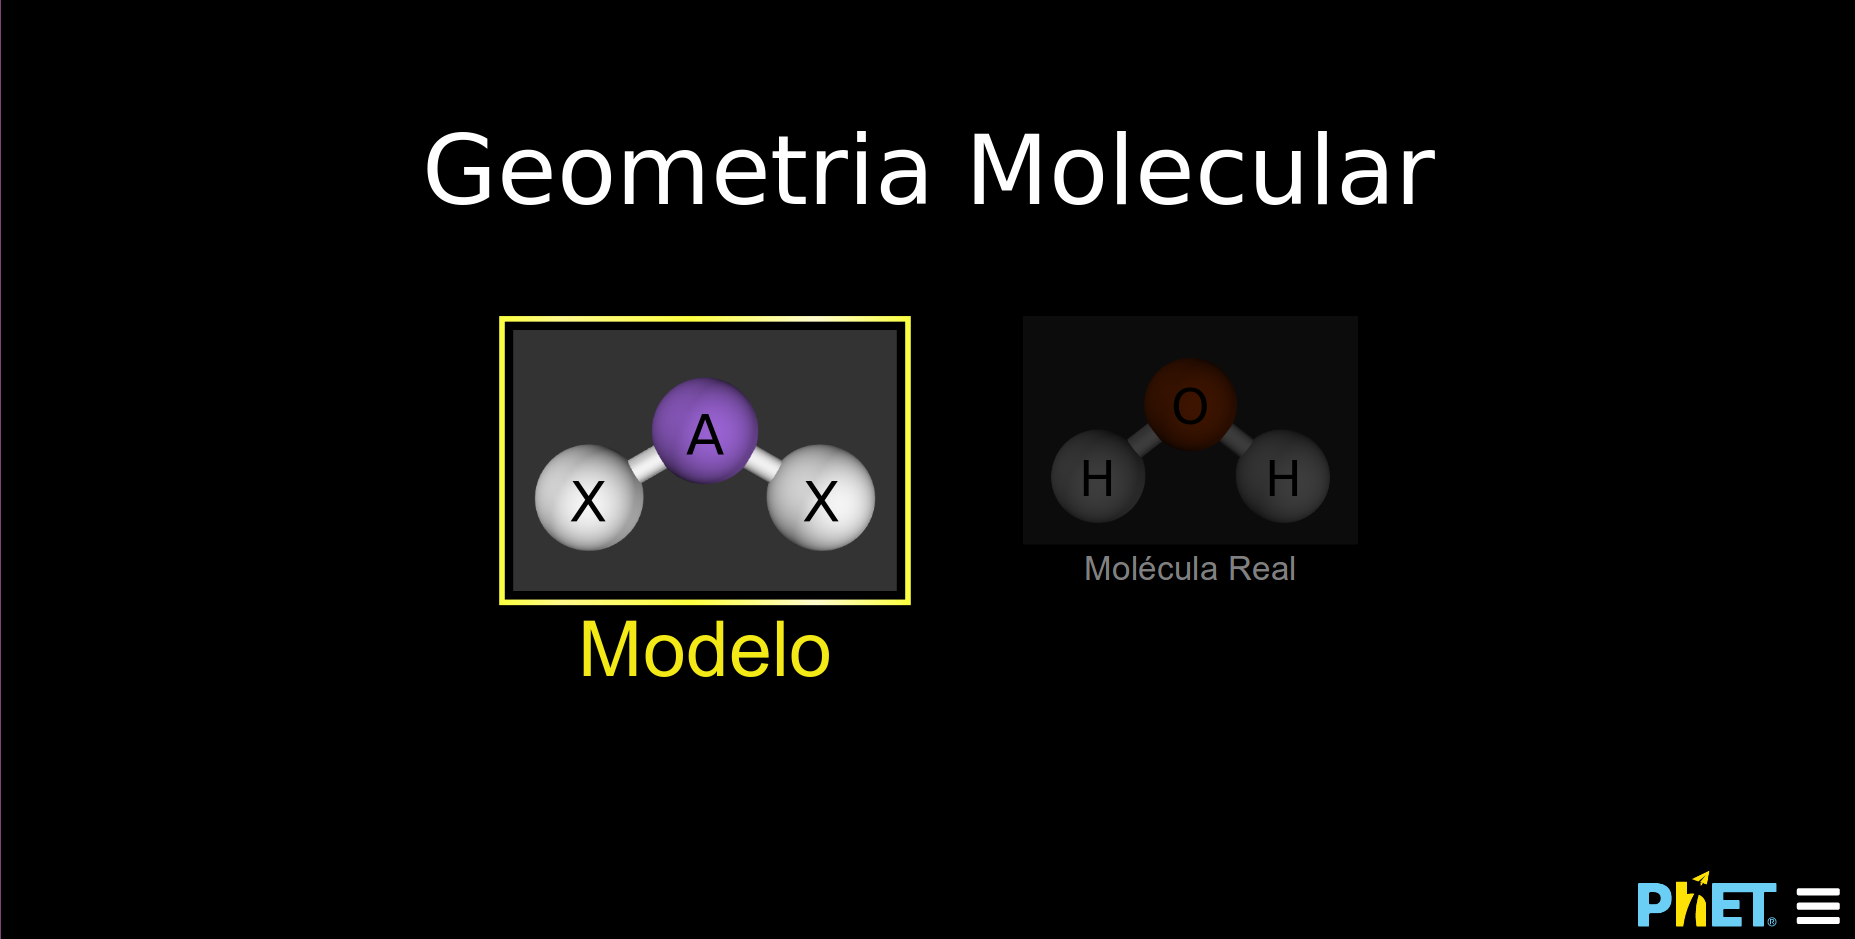 Geometria Molecular
A
X X
Modelo
O
H H
Molécula Real
PhET®